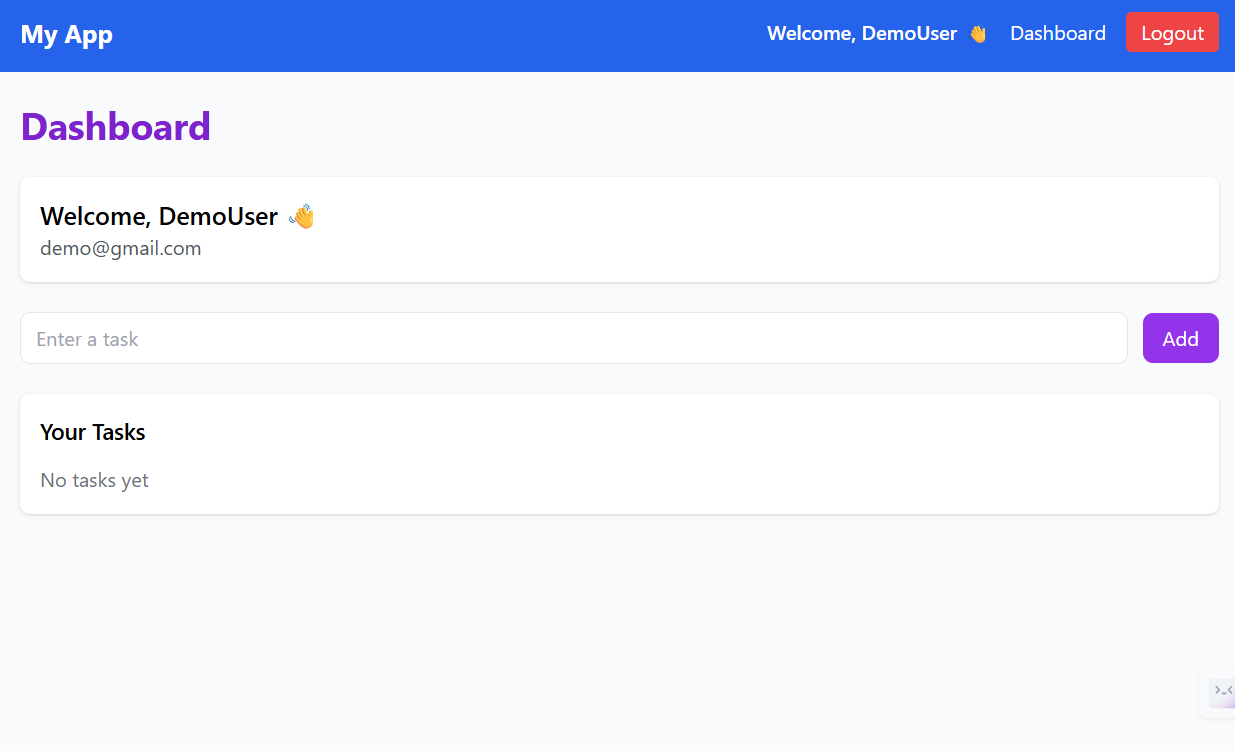 My App
Welcome, DemoUser 👋 Dashboard Logout
Dashboard
Welcome, DemoUser 👋
demo@gmail.com
Enter a task Add
Your Tasks
No tasks yet